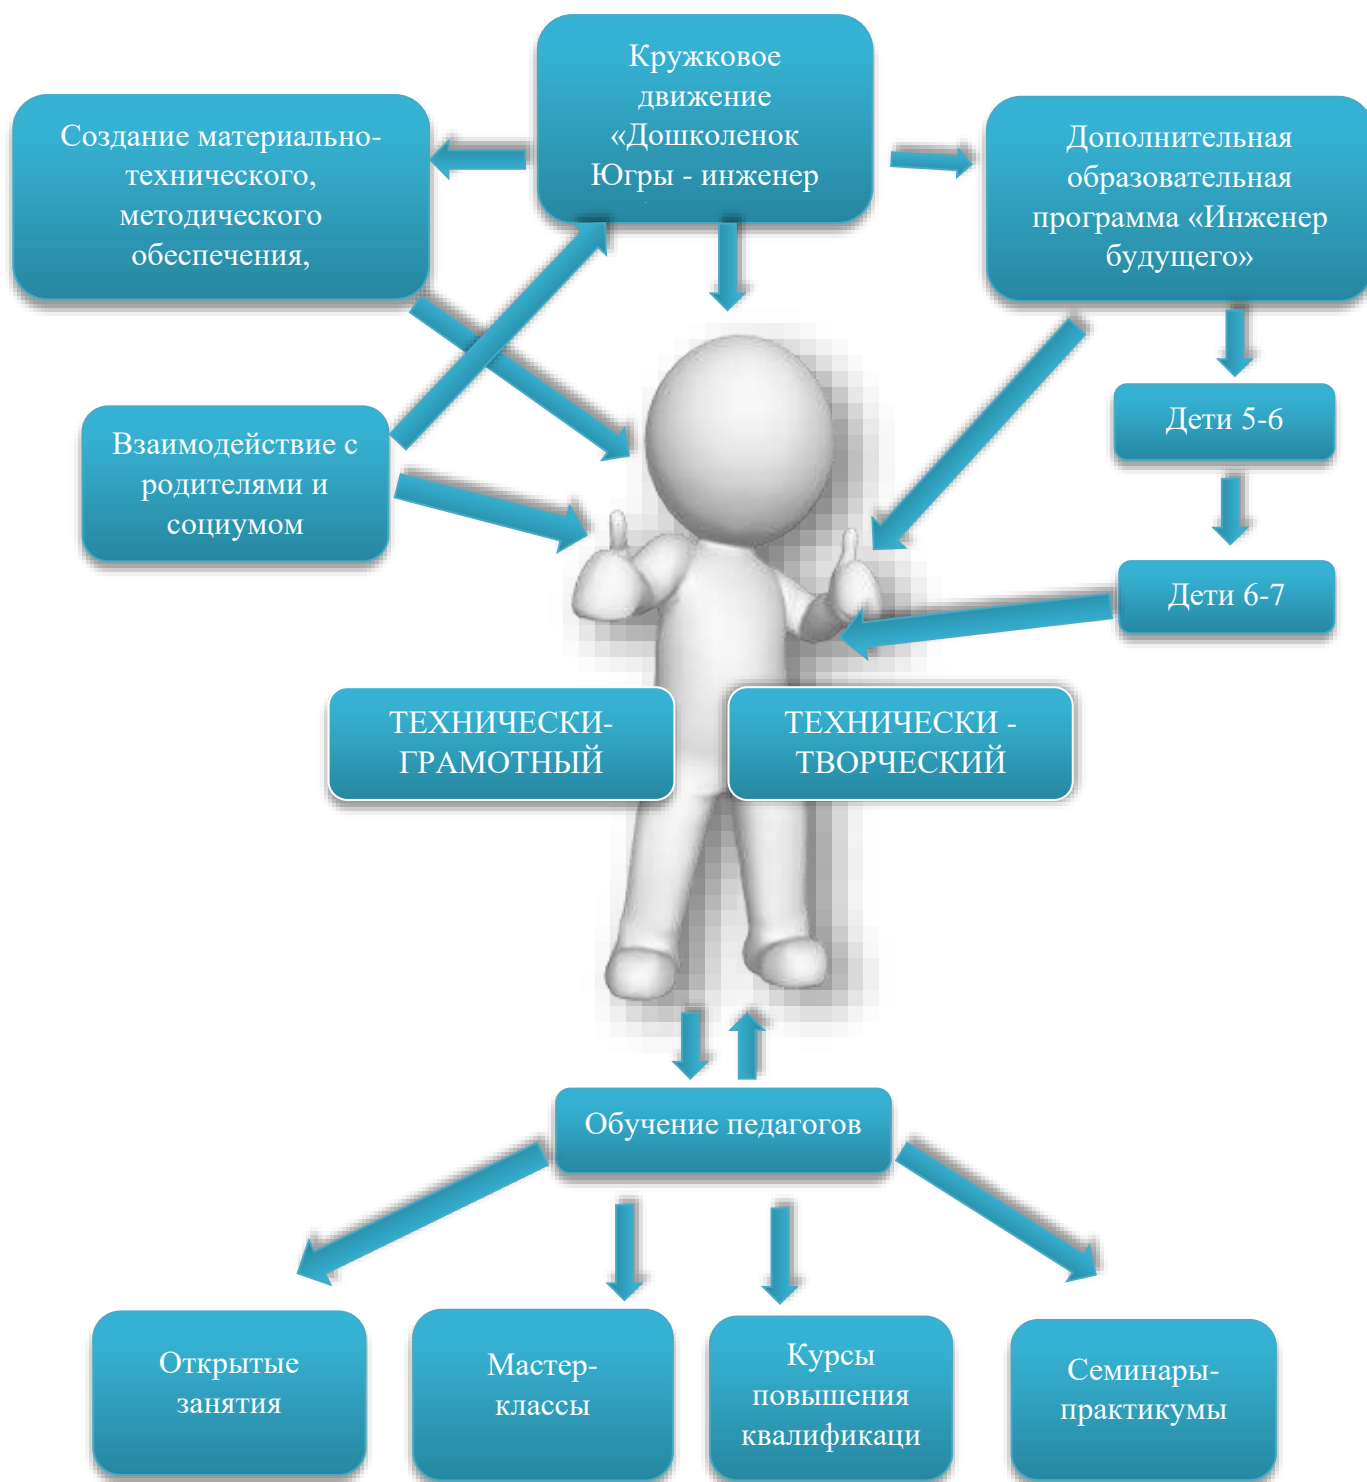 Кружковое
движение
«Дошколенок
Югры - инженер
Создание материально-
технического,
методического
обеспечения,
Дополнительная
образовательная
программа «Инженер
будущего»
Взаимодействие с
родителями и
социумом
Дети 5-6
Дети 6-7
ТЕХНИЧЕСКИ-
ГРАМОТНЫЙ
ТЕХНИЧЕСКИ -
ТВОРЧЕСКИЙ
Обучение педагогов
Открытые
занятия
Мастер-
классы
Курсы
повышения
квалификаци
Семинары-
практикумы